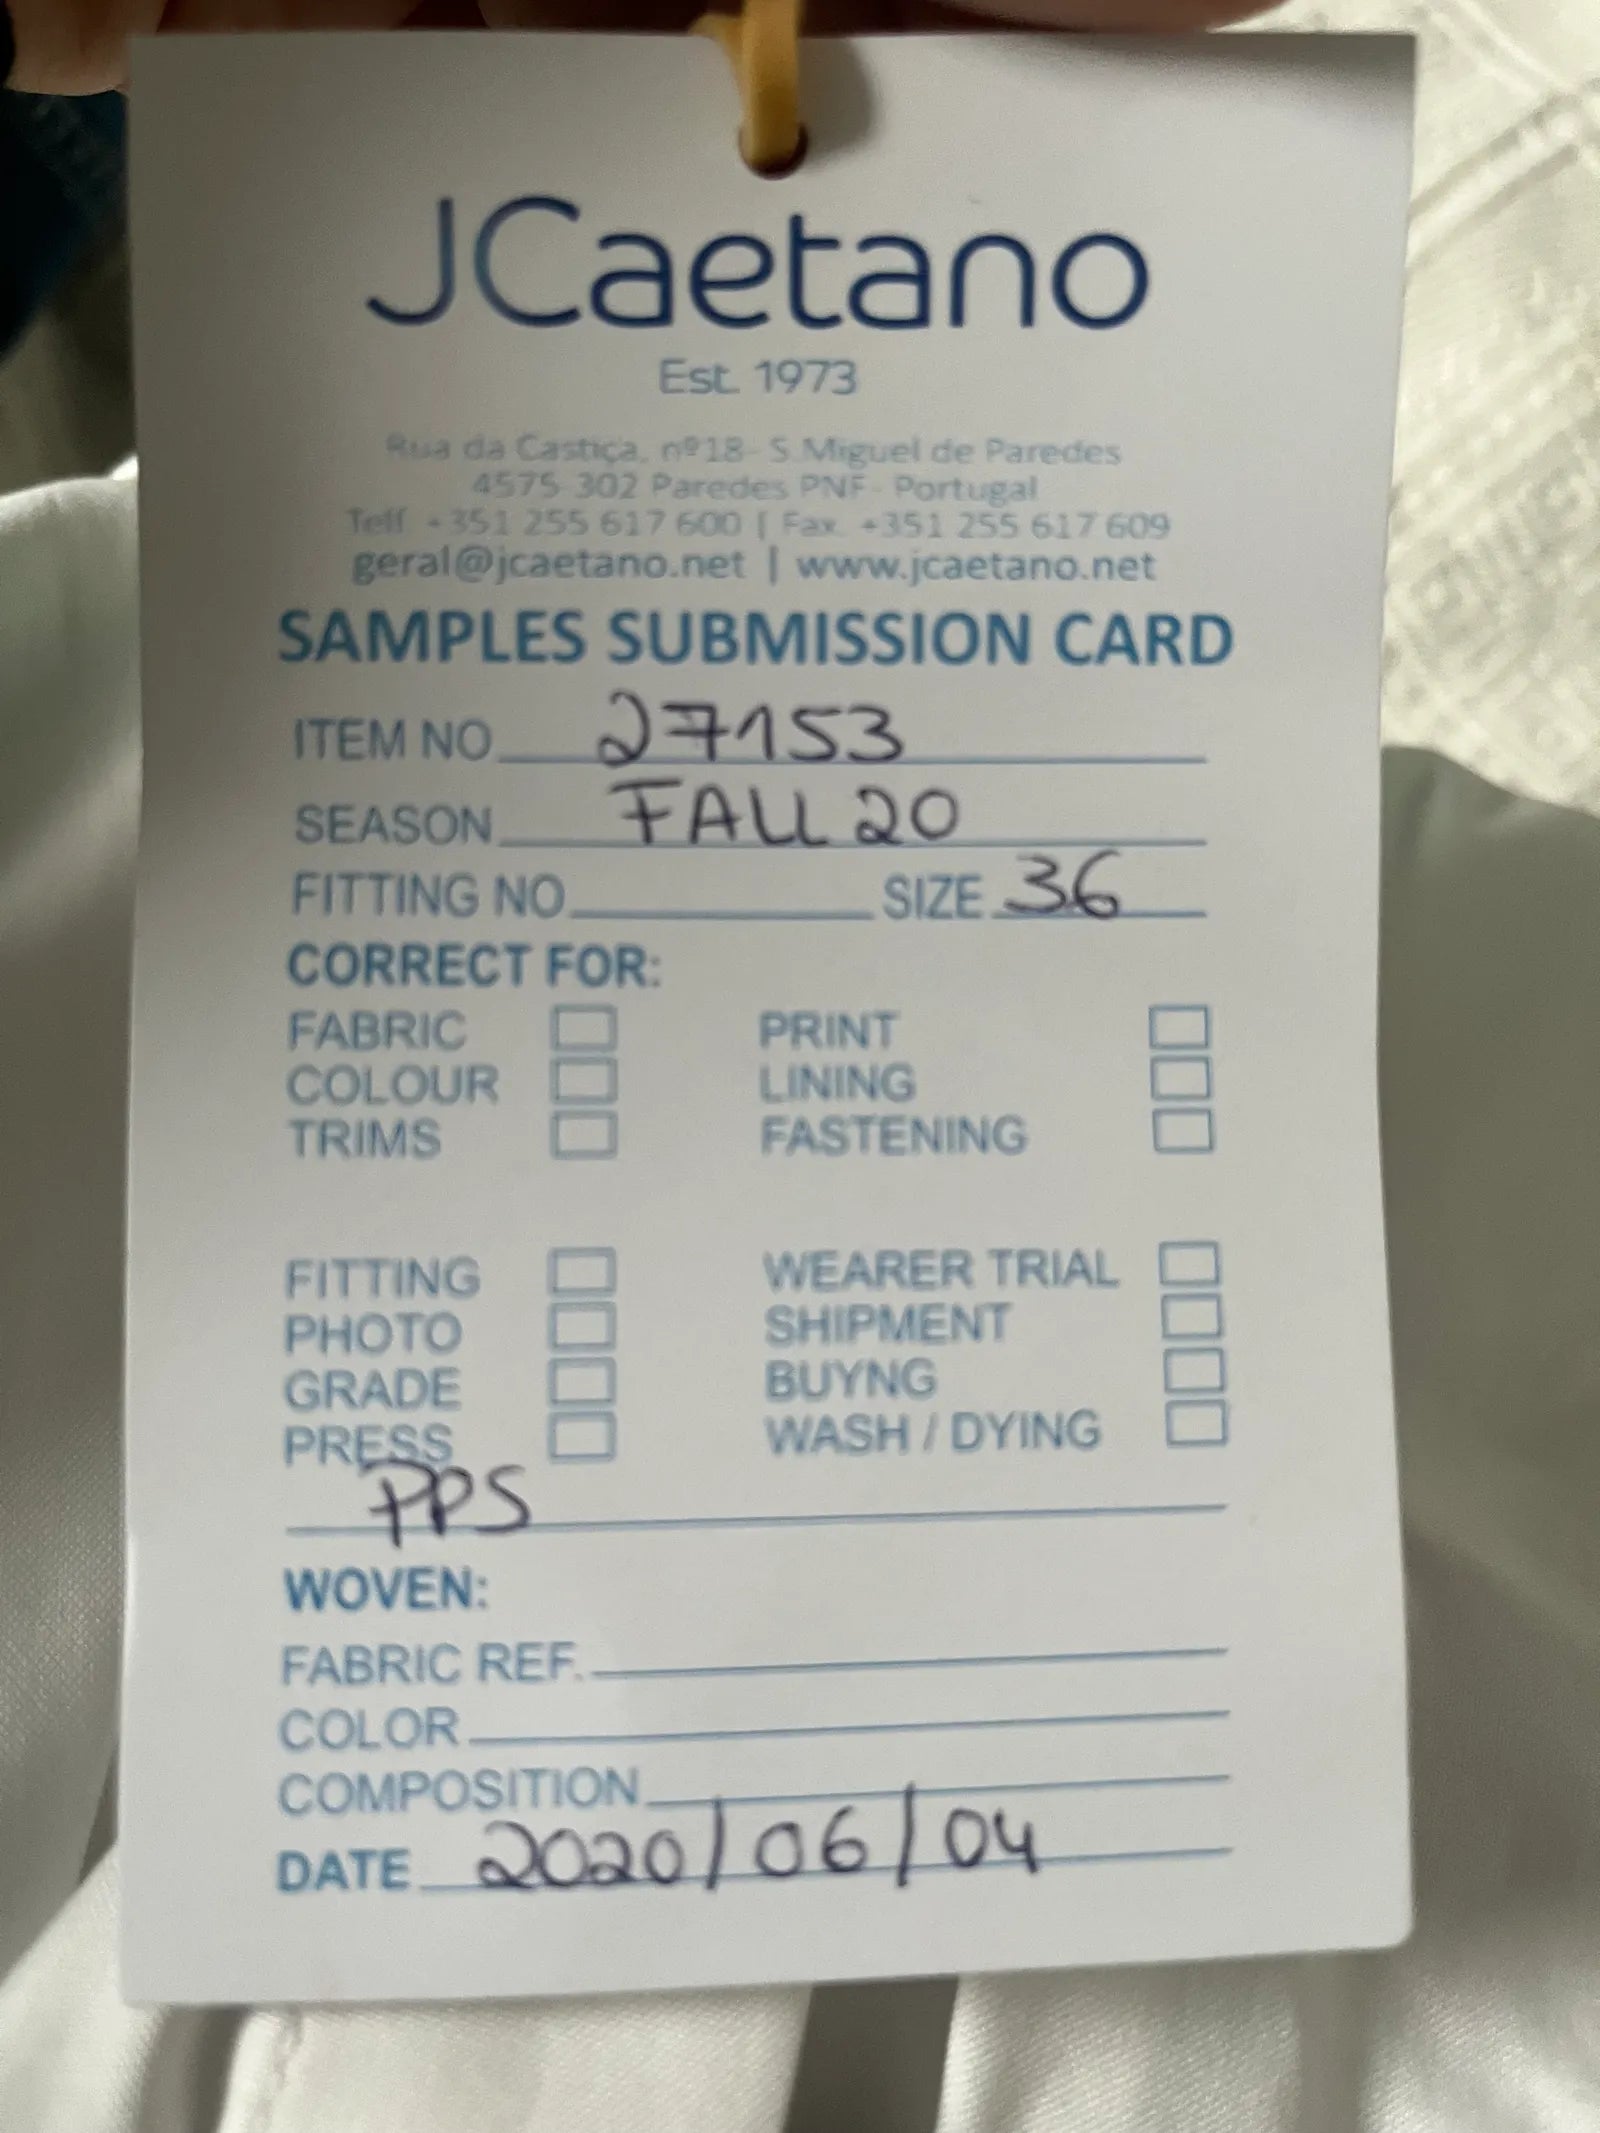 JCaetano
Est. 1973
Rua da Castiça, nº18- S.Miguel de Paredes
4575-302 Paredes PNF- Portugal
Telf. +351 255 617 600 | Fax. +351 255 617 609
geral@jcaetano.net | www.jcaetano.net
SAMPLES SUBMISSION CARD
ITEM NO 27153
SEASON FALL 20
FITTING NO SIZE 36
CORRECT FOR:
FABRIC PRINT
COLOUR LINING
TRIMS FASTENING
FITTING WEARER TRIAL
PHOTO SHIPMENT
GRADE BUYNG
PRESS WASH / DYING
PPS
WOVEN:
FABRIC REF.
COLOR
COMPOSITION
DATE 2020/06/04